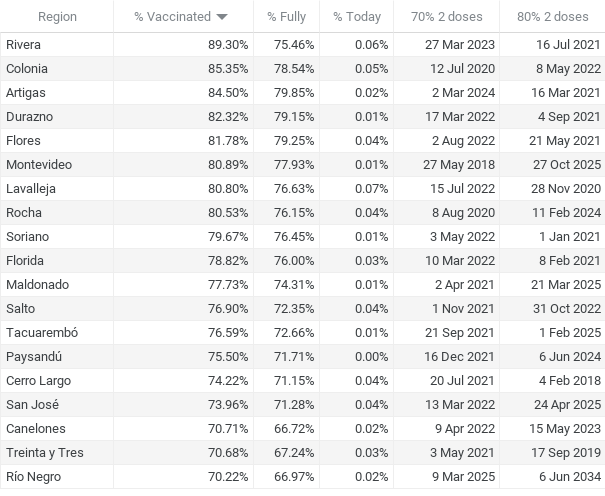 Region % Vaccinated % Fully % Today 70% 2 doses 80% 2 doses
Rivera 89.30% 75.46% 0.06% 27 Mar 2023 16 Jul 2021
Colonia 85.35% 78.54% 0.05% 12 Jul 2020 8 May 2022
Artigas 84.50% 79.85% 0.02% 2 Mar 2024 16 Mar 2021
Durazno 82.32% 79.15% 0.01% 17 Mar 2022 4 Sep 2021
Flores 81.78% 79.25% 0.04% 2 Aug 2022 21 May 2021
Montevideo 80.89% 77.93% 0.01% 27 May 2018 27 Oct 2025
Lavalleja 80.80% 76.63% 0.07% 15 Jul 2022 28 Nov 2020
Rocha 80.53% 76.15% 0.04% 8 Aug 2020 11 Feb 2024
Soriano 79.67% 76.45% 0.01% 3 May 2022 1 Jan 2021
Florida 78.82% 76.00% 0.03% 10 Mar 2022 8 Feb 2021
Maldonado 77.73% 74.31% 0.01% 2 Apr 2021 21 Mar 2025
Salto 76.90% 72.35% 0.04% 1 Nov 2021 31 Oct 2022
Tacuarembó 76.59% 72.66% 0.01% 21 Sep 2021 1 Feb 2025
Paysandú 75.50% 71.71% 0.00% 16 Dec 2021 6 Jun 2024
Cerro Largo 74.22% 71.15% 0.04% 20 Jul 2021 4 Feb 2018
San José 73.96% 71.28% 0.04% 13 Mar 2022 24 Apr 2025
Canelones 70.71% 66.72% 0.02% 9 Apr 2022 15 May 2023
Treinta y Tres 70.68% 67.24% 0.03% 3 May 2021 17 Sep 2019
Río Negro 70.22% 66.97% 0.02% 9 Mar 2025 6 Jun 2034